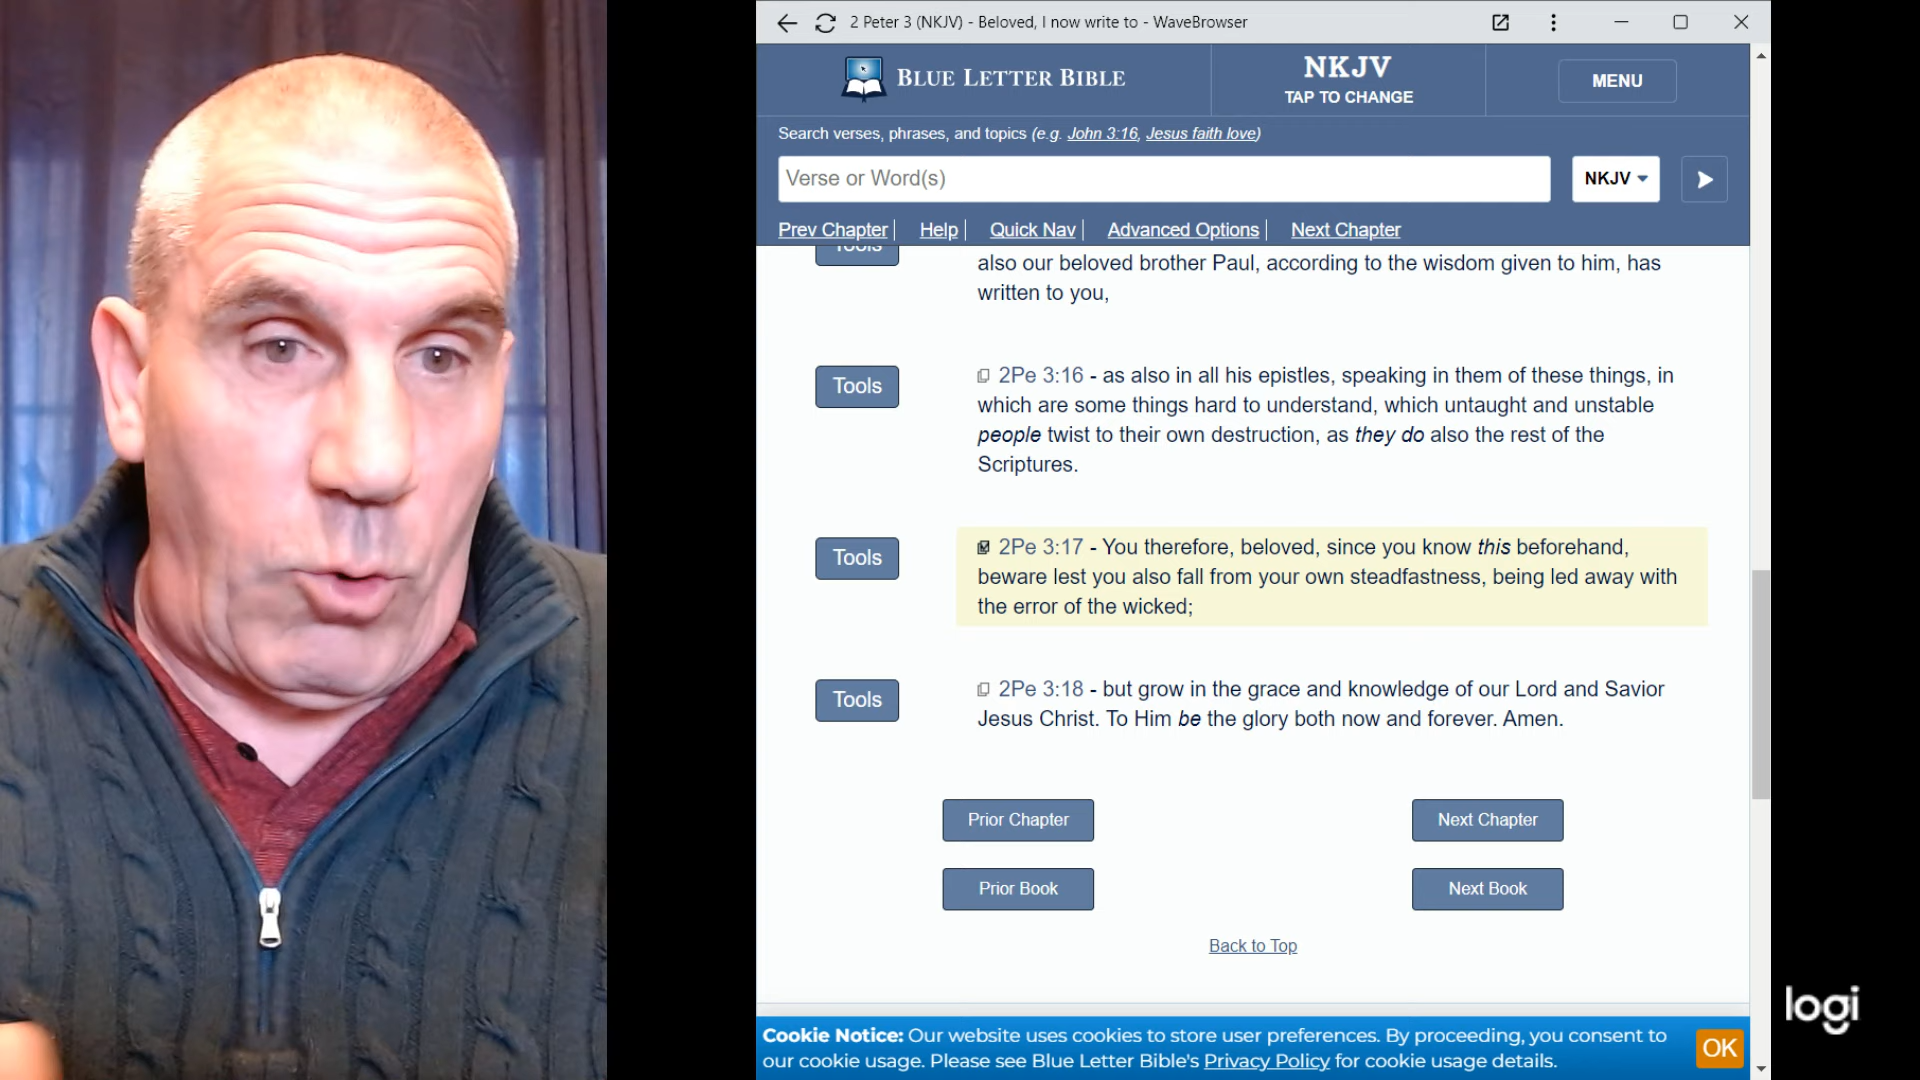 2 Peter 3 (NKJV) - Beloved, I now write to - WaveBrowser
BLUE LETTER BIBLE
NKJV
TAP TO CHANGE
MENU
Search verses, phrases, and topics (e.g. John 3:16, Jesus faith love)
Verse or Word(s)
NKJV
Prev Chapter
Help
Quick Nav
Advanced Options
Next Chapter
Tools
also our beloved brother Paul, according to the wisdom given to him, has
written to you,
Tools
2Pe 3:16 - as also in all his epistles, speaking in them of these things, in
which are some things hard to understand, which untaught and unstable
people twist to their own destruction, as they do also the rest of the
Scriptures.
Tools
2Pe 3:17 - You therefore, beloved, since you know this beforehand,
beware lest you also fall from your own steadfastness, being led away with
the error of the wicked;
Tools
2Pe 3:18 - but grow in the grace and knowledge of our Lord and Savior
Jesus Christ. To Him be the glory both now and forever. Amen.
Prior Chapter
Next Chapter
Prior Book
Next Book
Back to Top
Cookie Notice: Our website uses cookies to store user preferences. By proceeding, you consent to
our cookie usage. Please see Blue Letter Bible's Privacy Policy for cookie usage details.
OK
logi